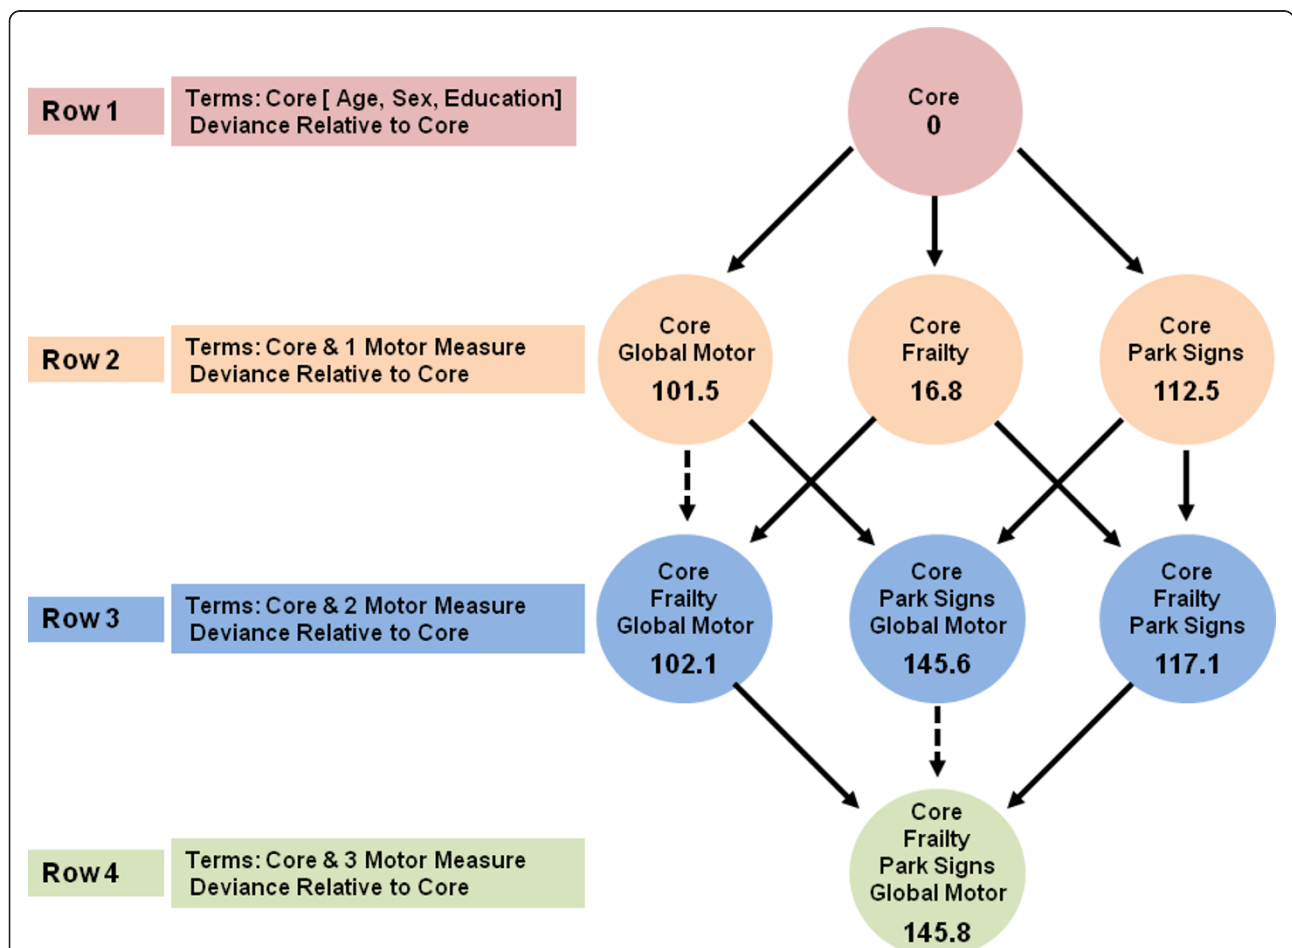 Row 1
Terms: Core [ Age, Sex, Education]
Deviance Relative to Core
Core
0
Row 2
Terms: Core & 1 Motor Measure
Deviance Relative to Core
Core
Global Motor
101.5
Core
Frailty
16.8
Core
Park Signs
112.5
Row 3
Terms: Core & 2 Motor Measure
Deviance Relative to Core
Core
Frailty
Global Motor
102.1
Core
Park Signs
Global Motor
145.6
Core
Frailty
Park Signs
117.1
Row 4
Terms: Core & 3 Motor Measure
Deviance Relative to Core
Core
Frailty
Park Signs
Global Motor
145.8